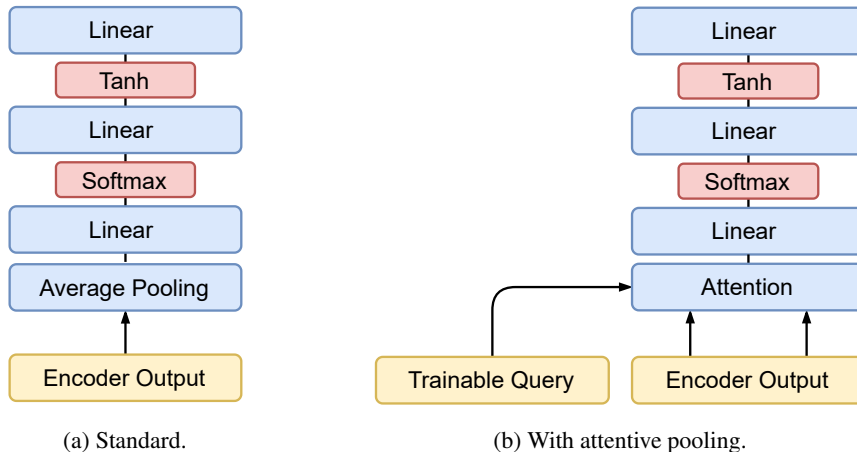 Linear
Tanh
Linear
Softmax
Linear
Average Pooling
Encoder Output
(a) Standard.
Linear
Tanh
Linear
Softmax
Linear
Attention
Trainable Query
Encoder Output
(b) With attentive pooling.